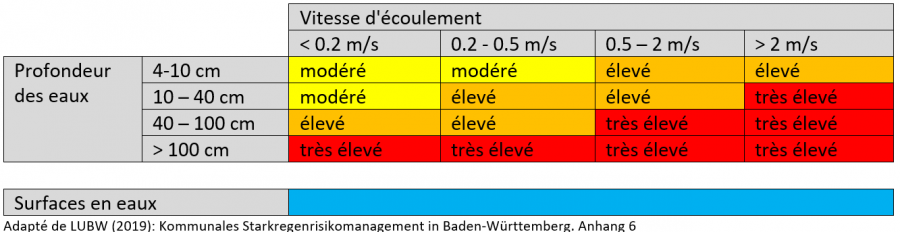 Vitesse d'écoulement
< 0.2 m/s 0.2 - 0.5 m/s 0.5 – 2 m/s > 2 m/s
Profondeur 4-10 cm modéré modéré élevé élevé
des eaux 10 – 40 cm modéré élevé élevé très élevé
40 – 100 cm élevé élevé très élevé très élevé
> 100 cm très élevé très élevé très élevé très élevé
Surfaces en eaux
Adapté de LUBW (2019): Kommunales Starkregenrisikomanagement in Baden-Württemberg. Anhang 6